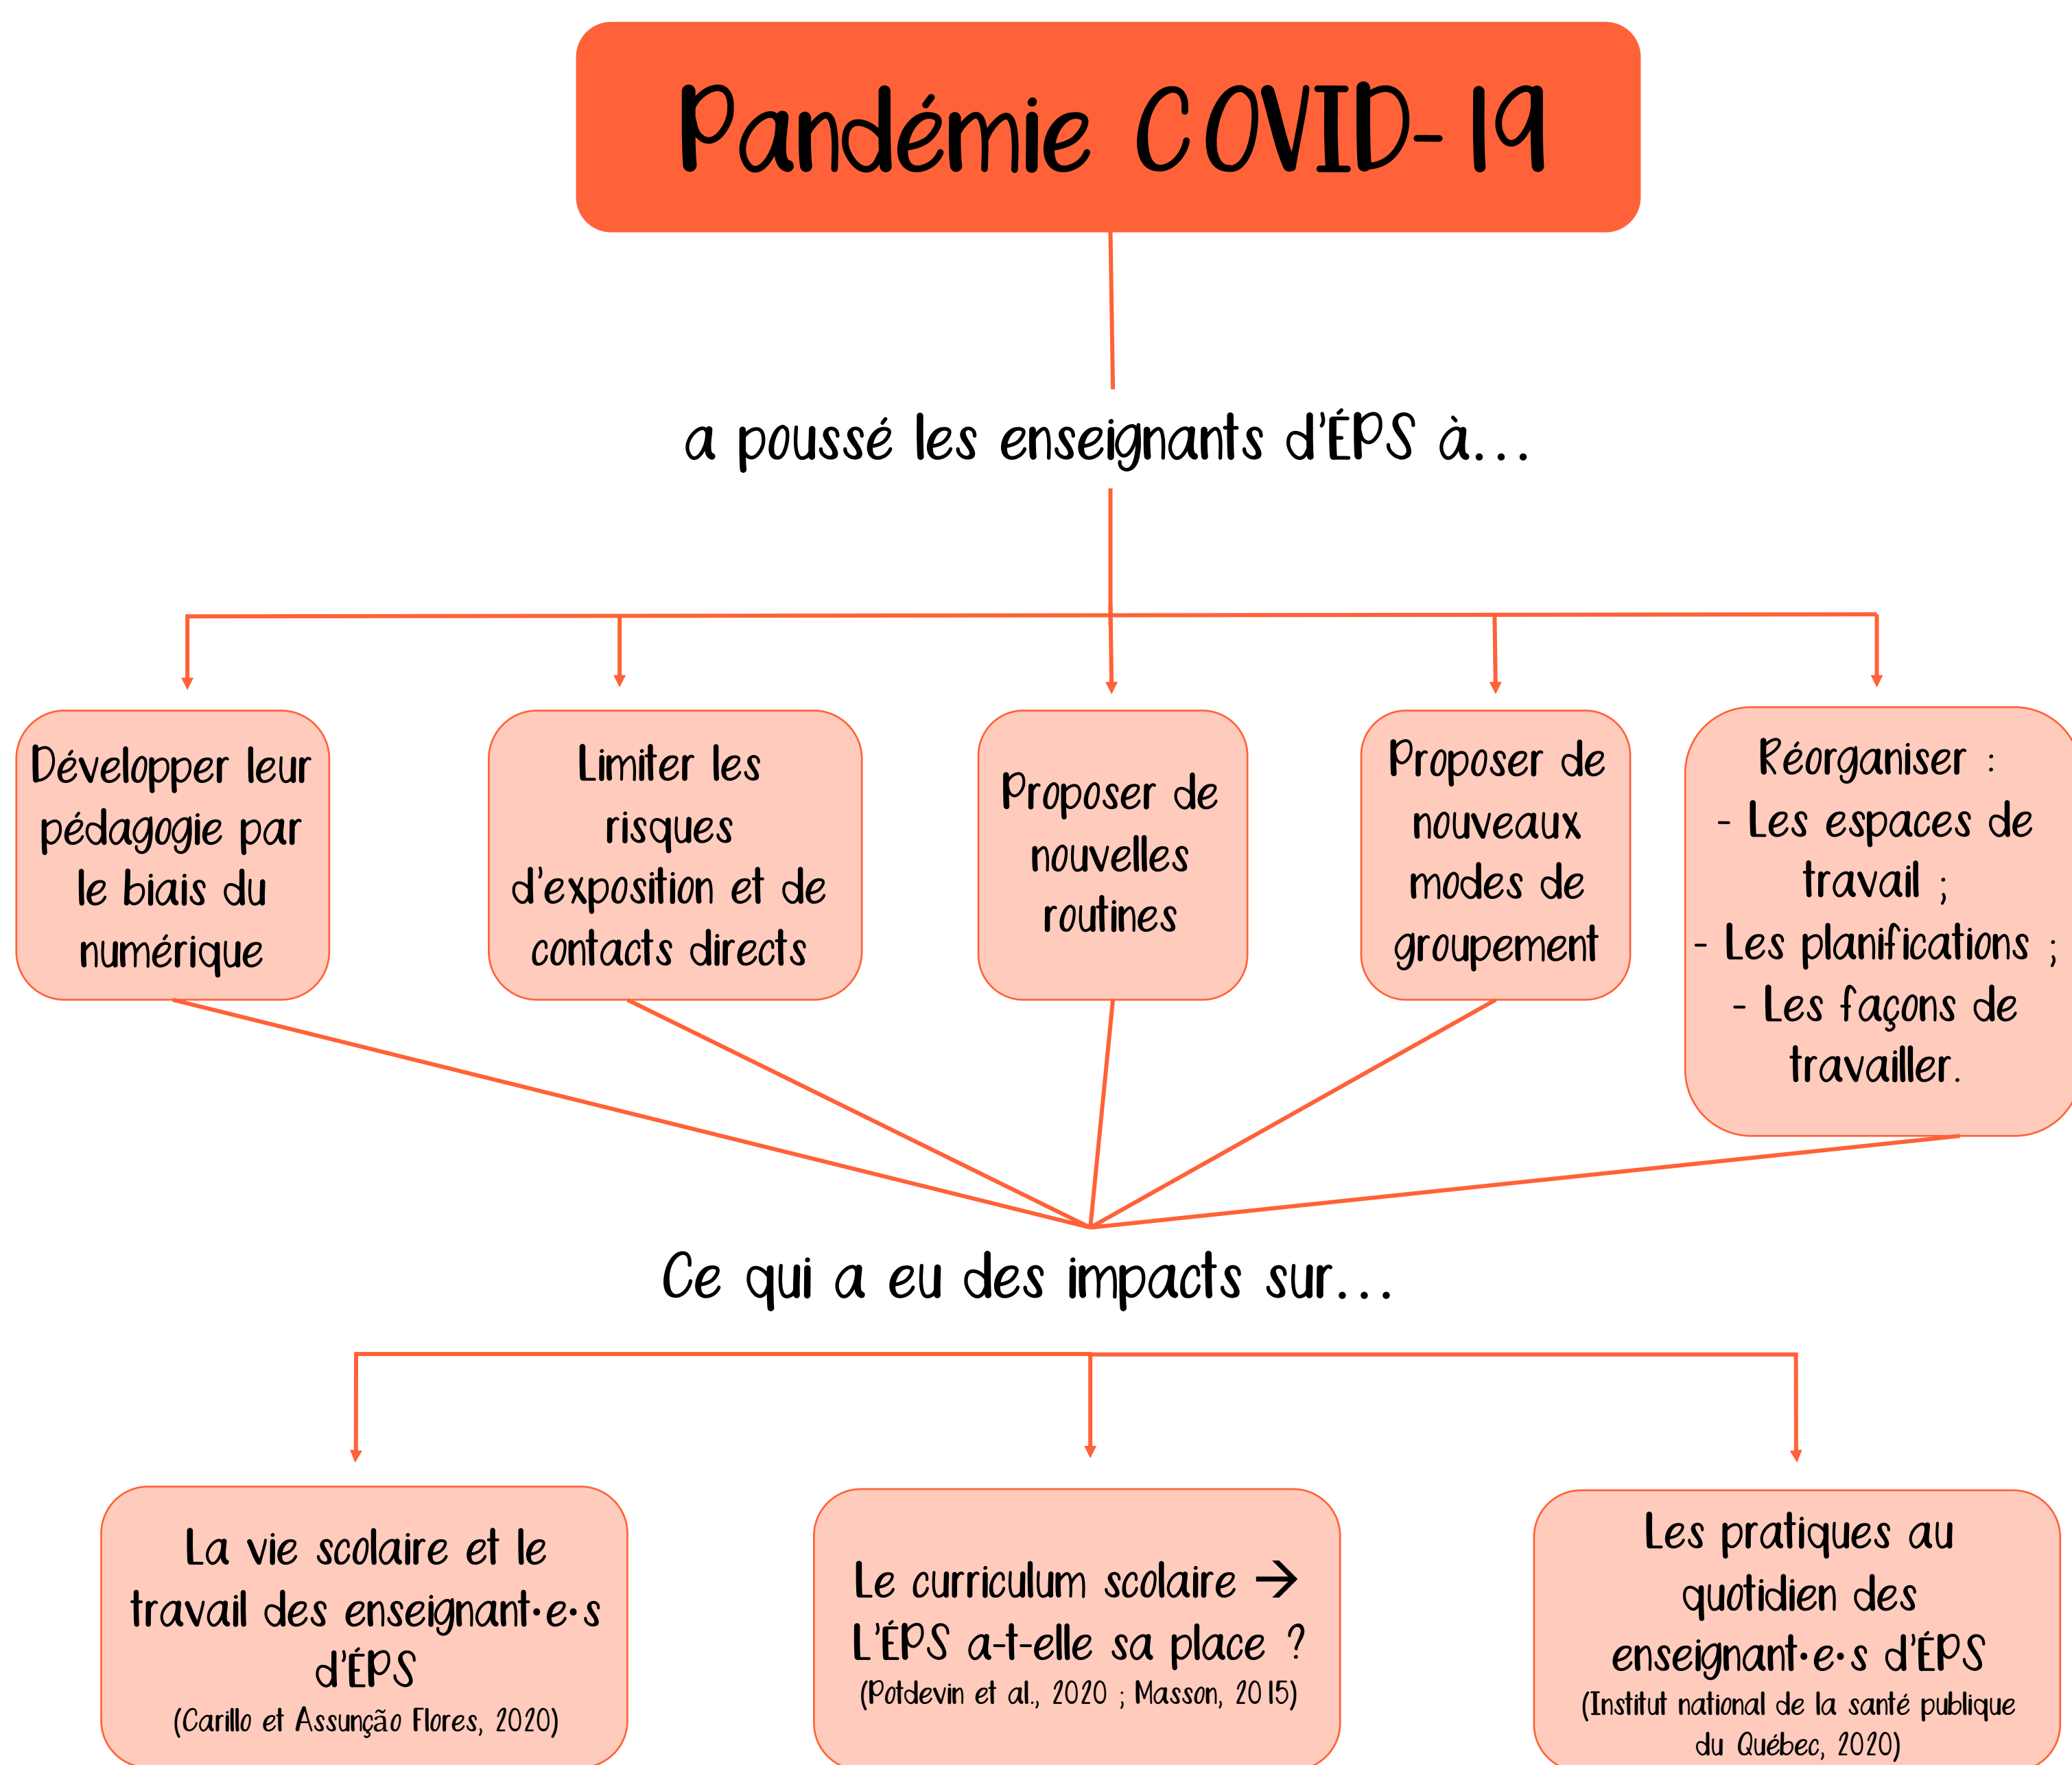 Pandémie COVID-19
a poussé les enseignants d'ÉPS à...
Développer leur
pédagogie par
le biais du
numérique
Limiter les
risques
d'exposition et de
contacts directs
Proposer de
nouvelles
routines
Proposer de
nouveaux
modes de
groupement
Réorganiser :
- Les espaces de
travail ;
- Les planifications ;
- Les façons de
travailler.
Ce qui a eu des impacts sur...
La vie scolaire et le
travail des enseignant·e·s
d'ÉPS
(Carillo et Assunção Flores, 2020)
Le curriculum scolaire →
L'ÉPS a-t-elle sa place ?
(Potdevin et al., 2020 ; Masson, 2015)
Les pratiques au
quotidien des
enseignant·e·s d'ÉPS
(Institut national de la santé publique
du Québec, 2020)